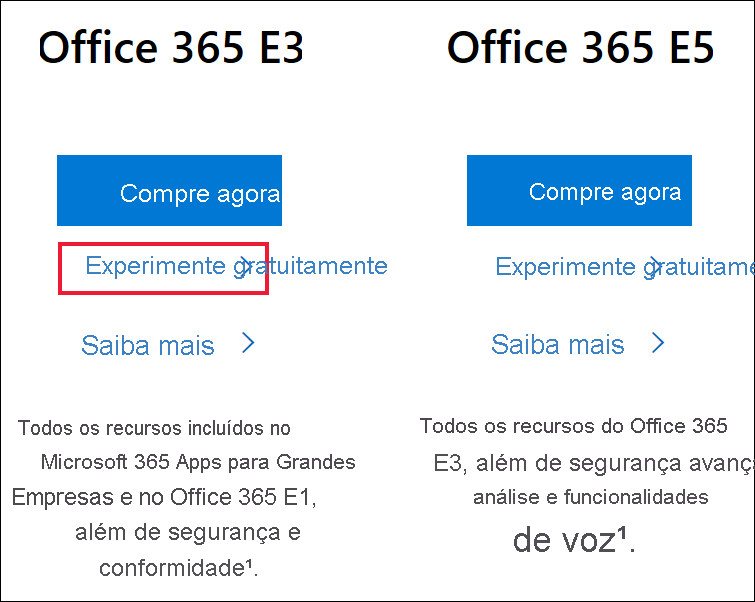 Office 365 E3
Compre agora
Experimente gratuitamente
Saiba mais
Todos os recursos incluídos no
Microsoft 365 Apps para Grandes
Empresas e no Office 365 E1,
além de segurança e
conformidade¹.
Office 365 E5
Compre agora
Experimente gratuitame
Saiba mais
Todos os recursos do Office 365
E3, além de segurança avanç
análise e funcionalidades
de voz¹.